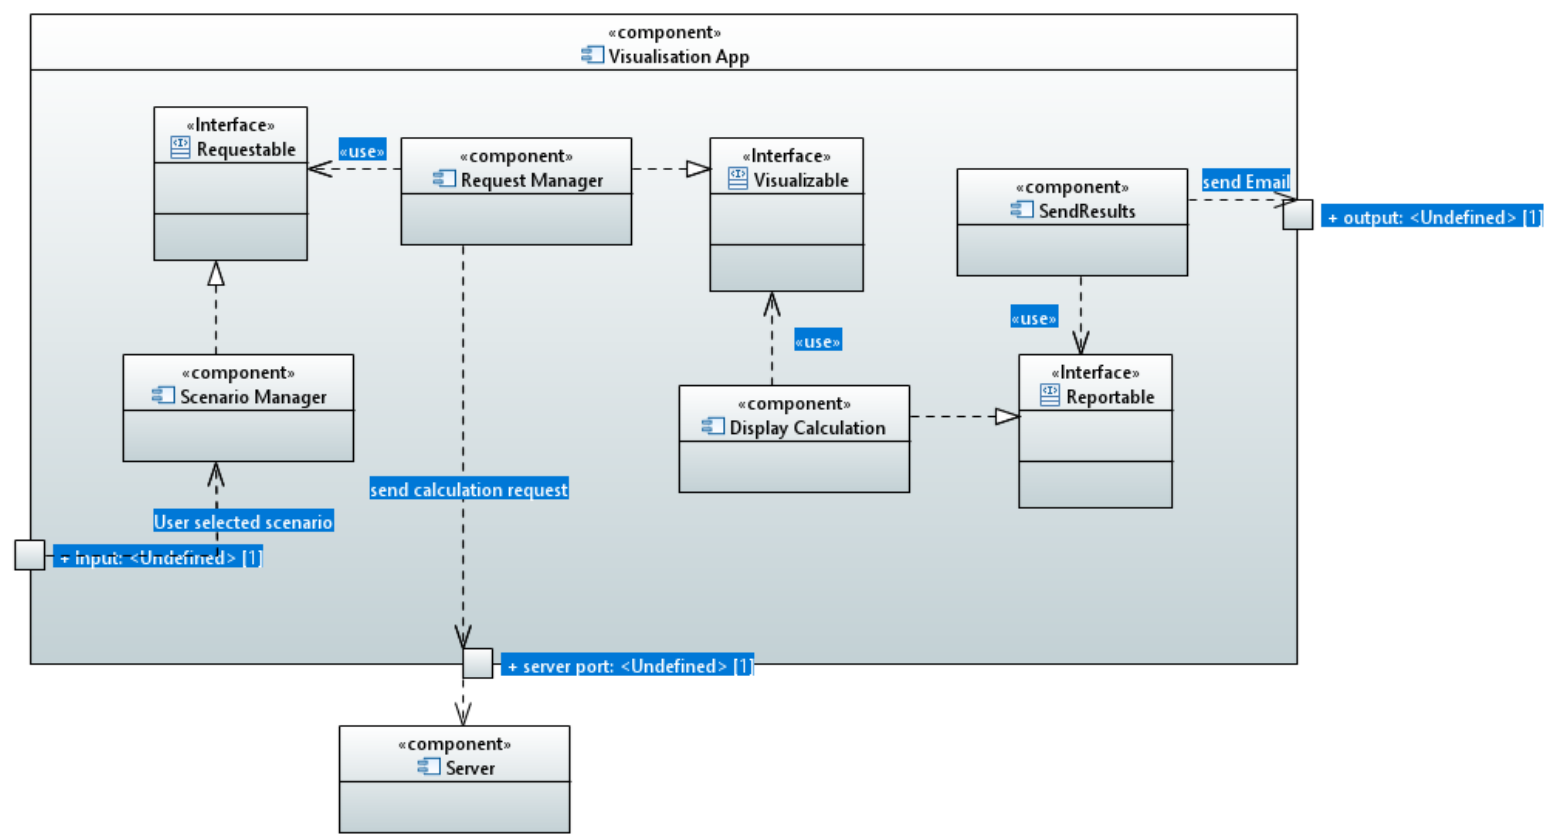 «component»
Visualisation App
«Interface»
Requestable
«use»
«component»
Request Manager
«Interface»
Visualizable
«component»
SendResults
send Email
+ output: <Undefined> [1]
«use»
«use»
«component»
Scenario Manager
«component»
Display Calculation
«Interface»
Reportable
send calculation request
User selected scenario
+ Input: <Undefined> [1]
+ server port: <Undefined> [1]
«component»
Server